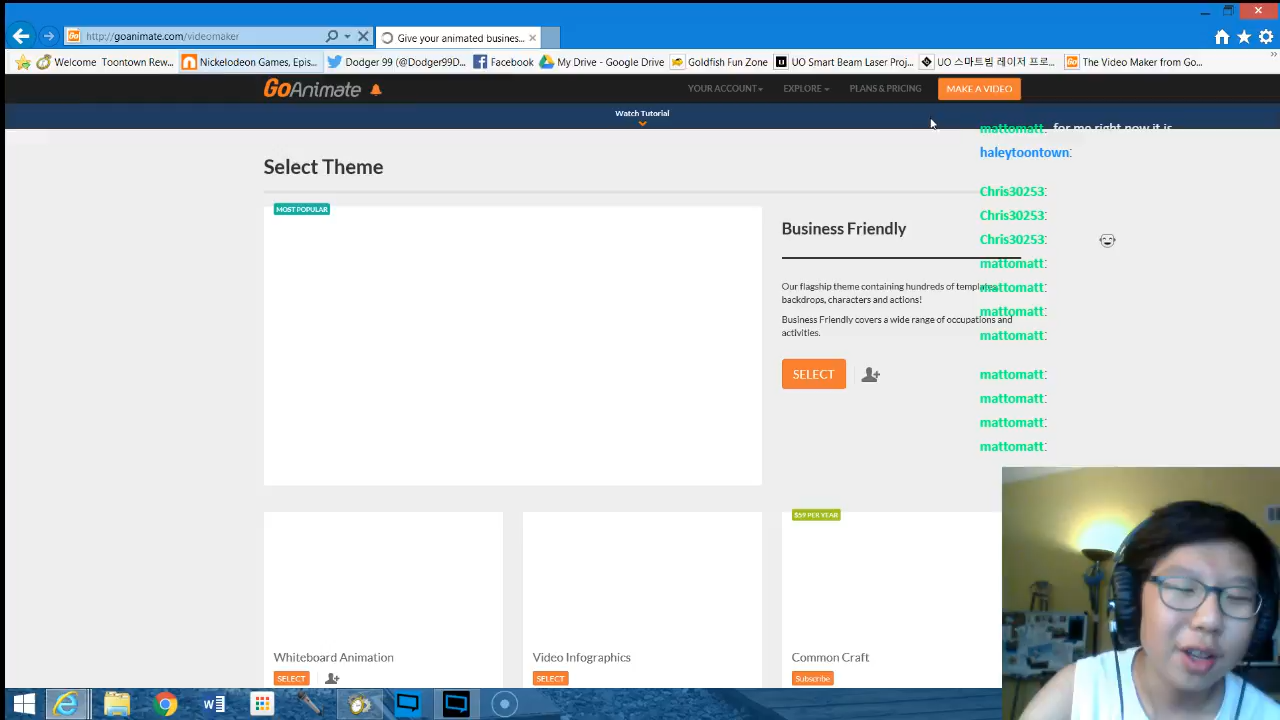 http://goanimate.com/videomaker
Give your animated busines...
Welcome Toontown Rew...
Nickelodeon Games, Epis...
Dodger 99 (@Dodger99D...
Facebook
My Drive - Google Drive
Goldfish Fun Zone
UO Smart Beam Laser Proj...
UO 스마트빔 레이저 프로...
The Video Maker from Go...
GoAnimate
YOUR ACCOUNT
EXPLORE
PLANS & PRICING
MAKE A VIDEO
Watch Tutorial
mattomatt: for me right now it is
haleytoontown:
Select Theme
Chris30253:
MOST POPULAR
Chris30253:
Business Friendly
Chris30253:
mattomatt:
Our flagship theme containing hundreds of templates,
mattomatt:
backdrops, characters and actions!
Business Friendly covers a wide range of occupations and
mattomatt:
activities.
mattomatt:
SELECT
mattomatt:
mattomatt:
mattomatt:
mattomatt:
$59 PER YEAR
Whiteboard Animation
SELECT
Video Infographics
SELECT
Common Craft
Subscribe